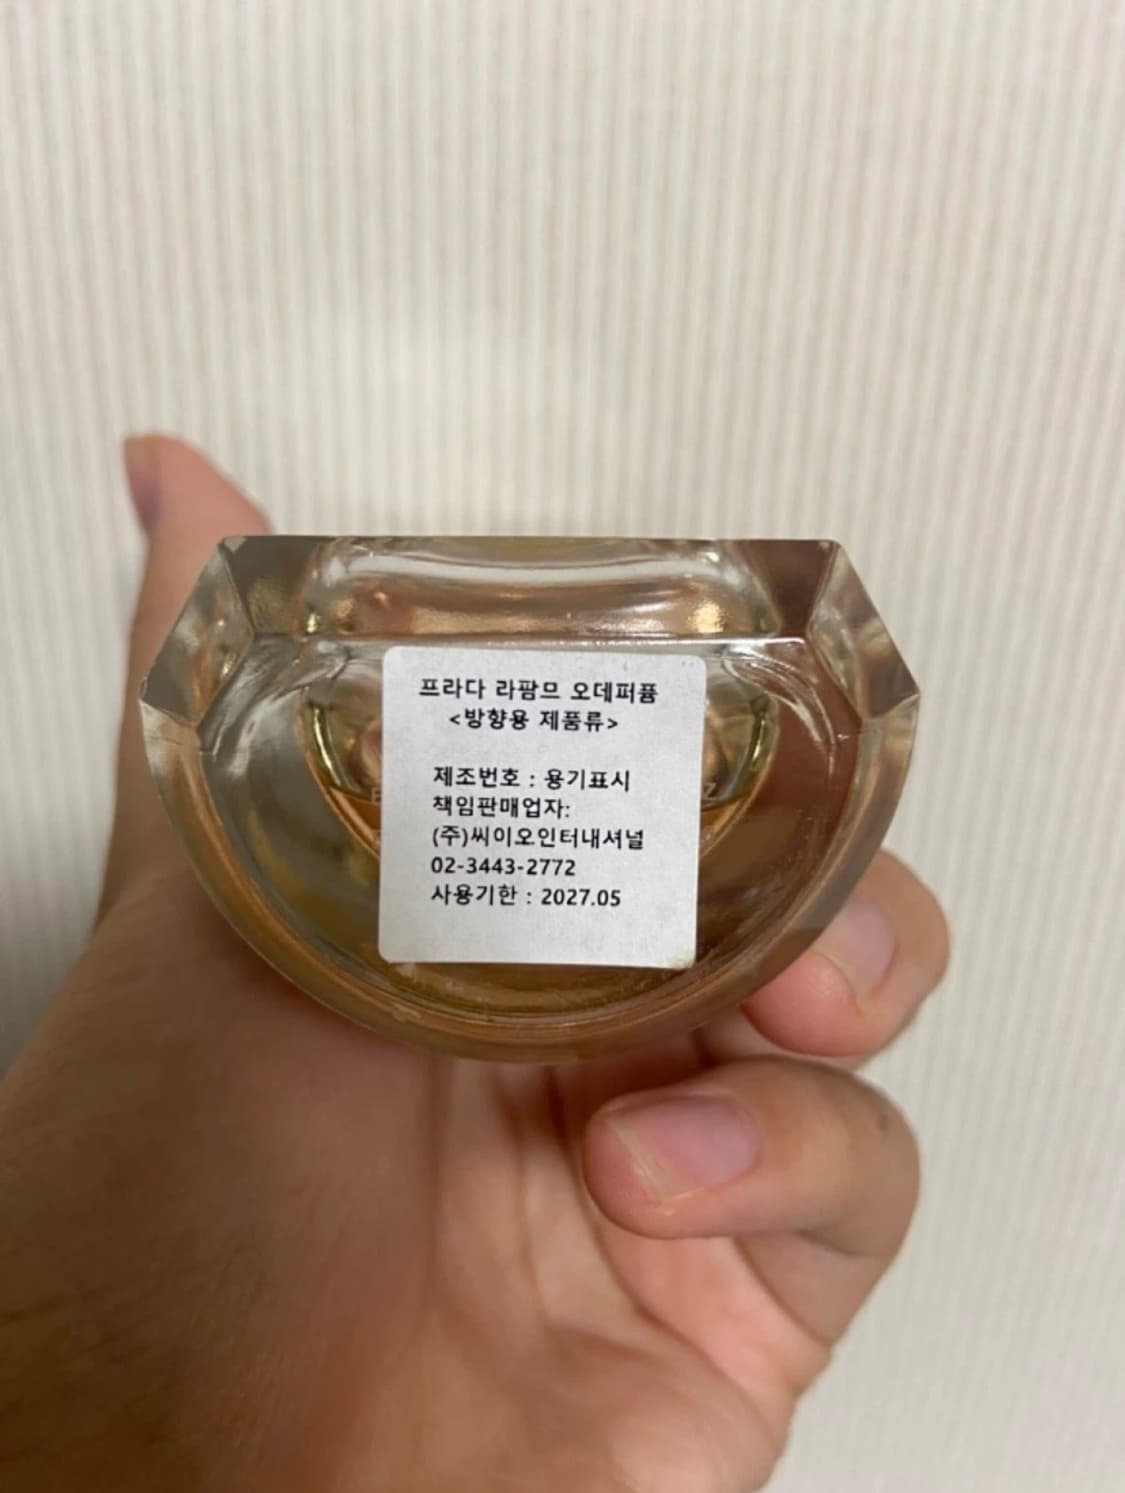 프라다 라팜므 오데퍼퓸
<방향용 제품류>
제조번호 : 용기표시
책임판매업자:
(주)씨이오인터내셔널
02-3443-2772
사용기한 : 2027.05